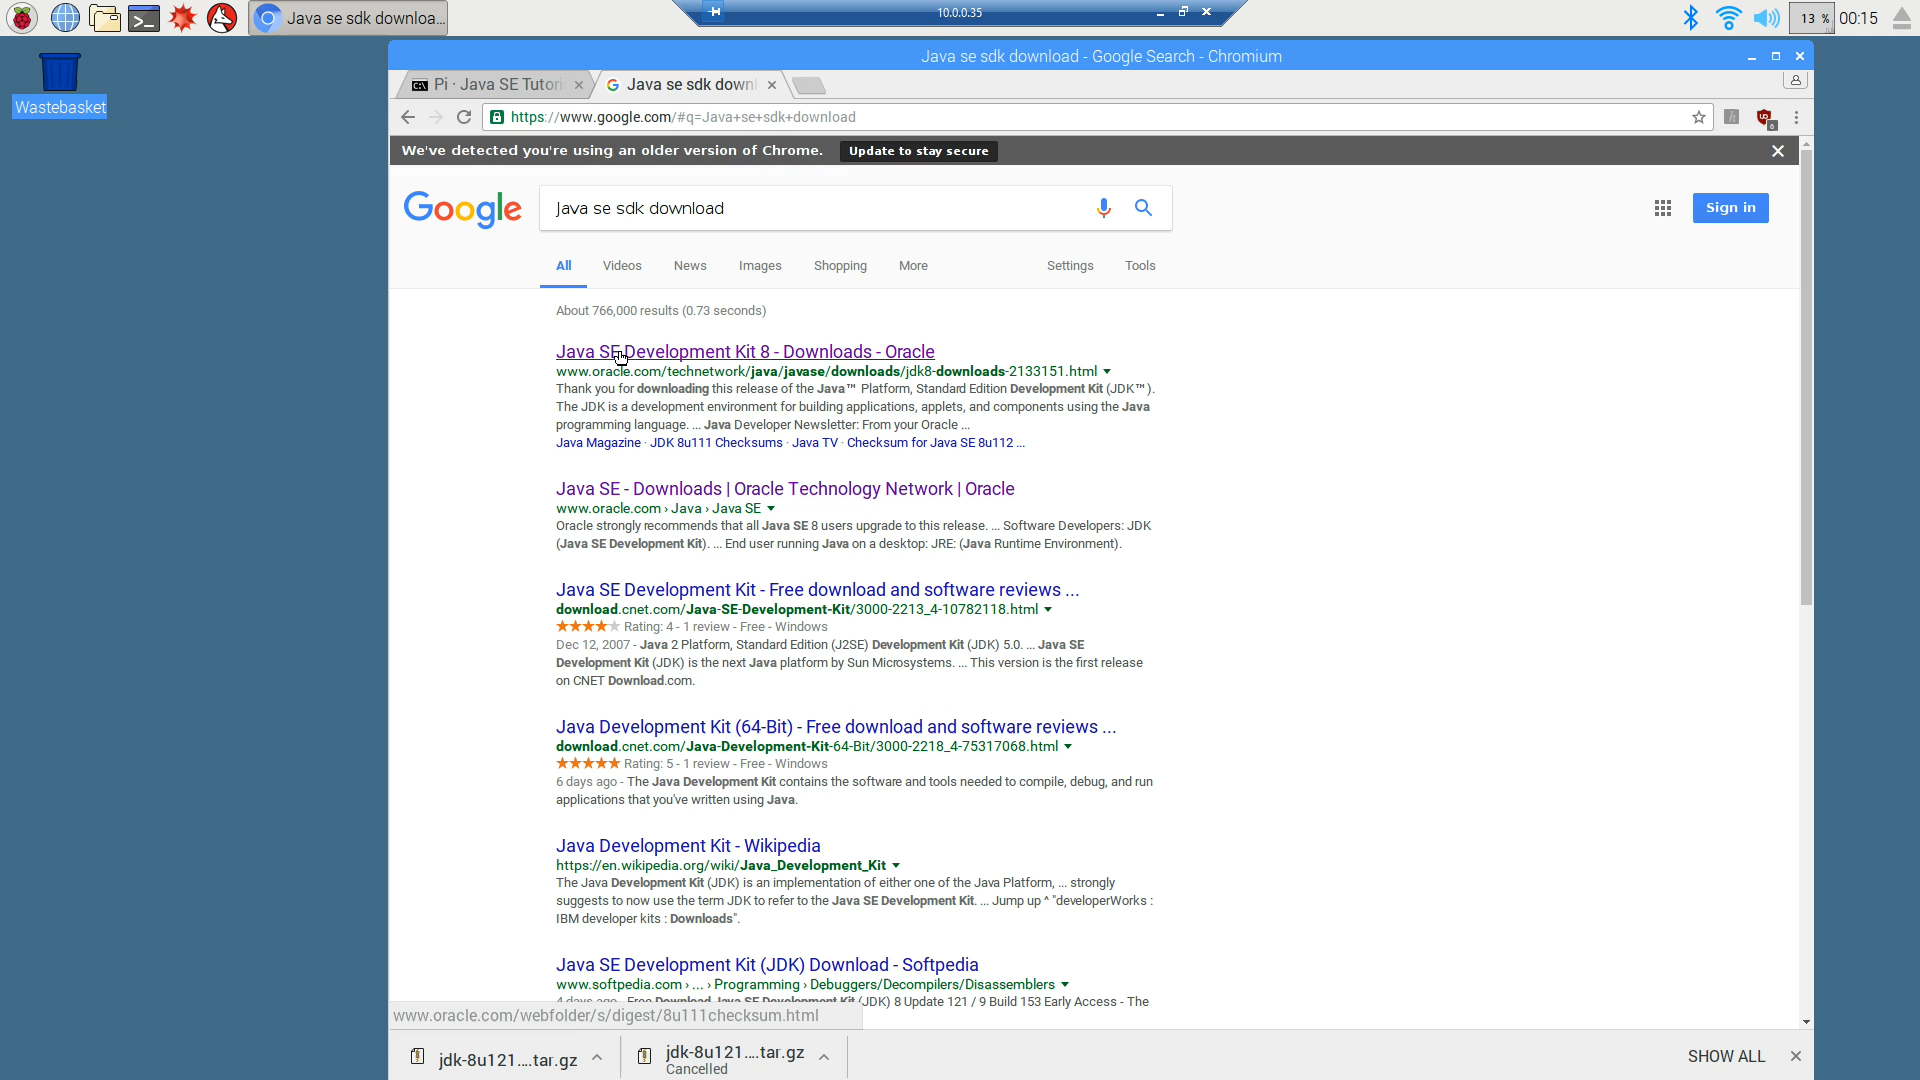 Java se sdk downloa...
10.0.0.35
13 %
00:15
Wastebasket
Java se sdk download - Google Search - Chromium
Pi · Java SE Tutori
Java se sdk downl
https://www.google.com/#q=Java+se+sdk+download
We've detected you're using an older version of Chrome.
Update to stay secure
Google
Java se sdk download
Sign in
All
Videos
News
Images
Shopping
More
Settings
Tools
About 766,000 results (0.73 seconds)
Java SE Development Kit 8 - Downloads - Oracle
www.oracle.com/technetwork/java/javase/downloads/jdk8-downloads-2133151.html
Thank you for downloading this release of the Java™ Platform, Standard Edition Development Kit (JDK™).
The JDK is a development environment for building applications, applets, and components using the Java
programming language. ... Java Developer Newsletter: From your Oracle ...
Java Magazine · JDK 8u111 Checksums · Java TV · Checksum for Java SE 8u112 ...
Java SE - Downloads | Oracle Technology Network | Oracle
www.oracle.com › Java › Java SE
Oracle strongly recommends that all Java SE 8 users upgrade to this release. ... Software Developers: JDK
(Java SE Development Kit). ... End user running Java on a desktop: JRE: (Java Runtime Environment).
Java SE Development Kit - Free download and software reviews ...
download.cnet.com/Java-SE-Development-Kit/3000-2213_4-10782118.html
Rating: 4 - 1 review - Free - Windows
Dec 12, 2007 - Java 2 Platform, Standard Edition (J2SE) Development Kit (JDK) 5.0. ... Java SE
Development Kit (JDK) is the next Java platform by Sun Microsystems. ... This version is the first release
on CNET Download.com.
Java Development Kit (64-Bit) - Free download and software reviews ...
download.cnet.com/Java-Development-Kit-64-Bit/3000-2218_4-75317068.html
Rating: 5 - 1 review - Free - Windows
6 days ago - The Java Development Kit contains the software and tools needed to compile, debug, and run
applications that you've written using Java.
Java Development Kit - Wikipedia
https://en.wikipedia.org/wiki/Java_Development_Kit
The Java Development Kit (JDK) is an implementation of either one of the Java Platform, ... strongly
suggests to now use the term JDK to refer to the Java SE Development Kit. ... Jump up ^ "developerWorks :
IBM developer kits : Downloads".
Java SE Development Kit (JDK) Download - Softpedia
www.softpedia.com › ... › Programming › Debuggers/Decompilers/Disassemblers
4 days ago - Free Download Java SE Development Kit (JDK) 8 Update 121 / 9 Build 153 Early Access - The
www.oracle.com/webfolder/s/digest/8u111checksum.html
jdk-8u121....tar.gz
jdk-8u121....tar.gz
Cancelled
SHOW ALL